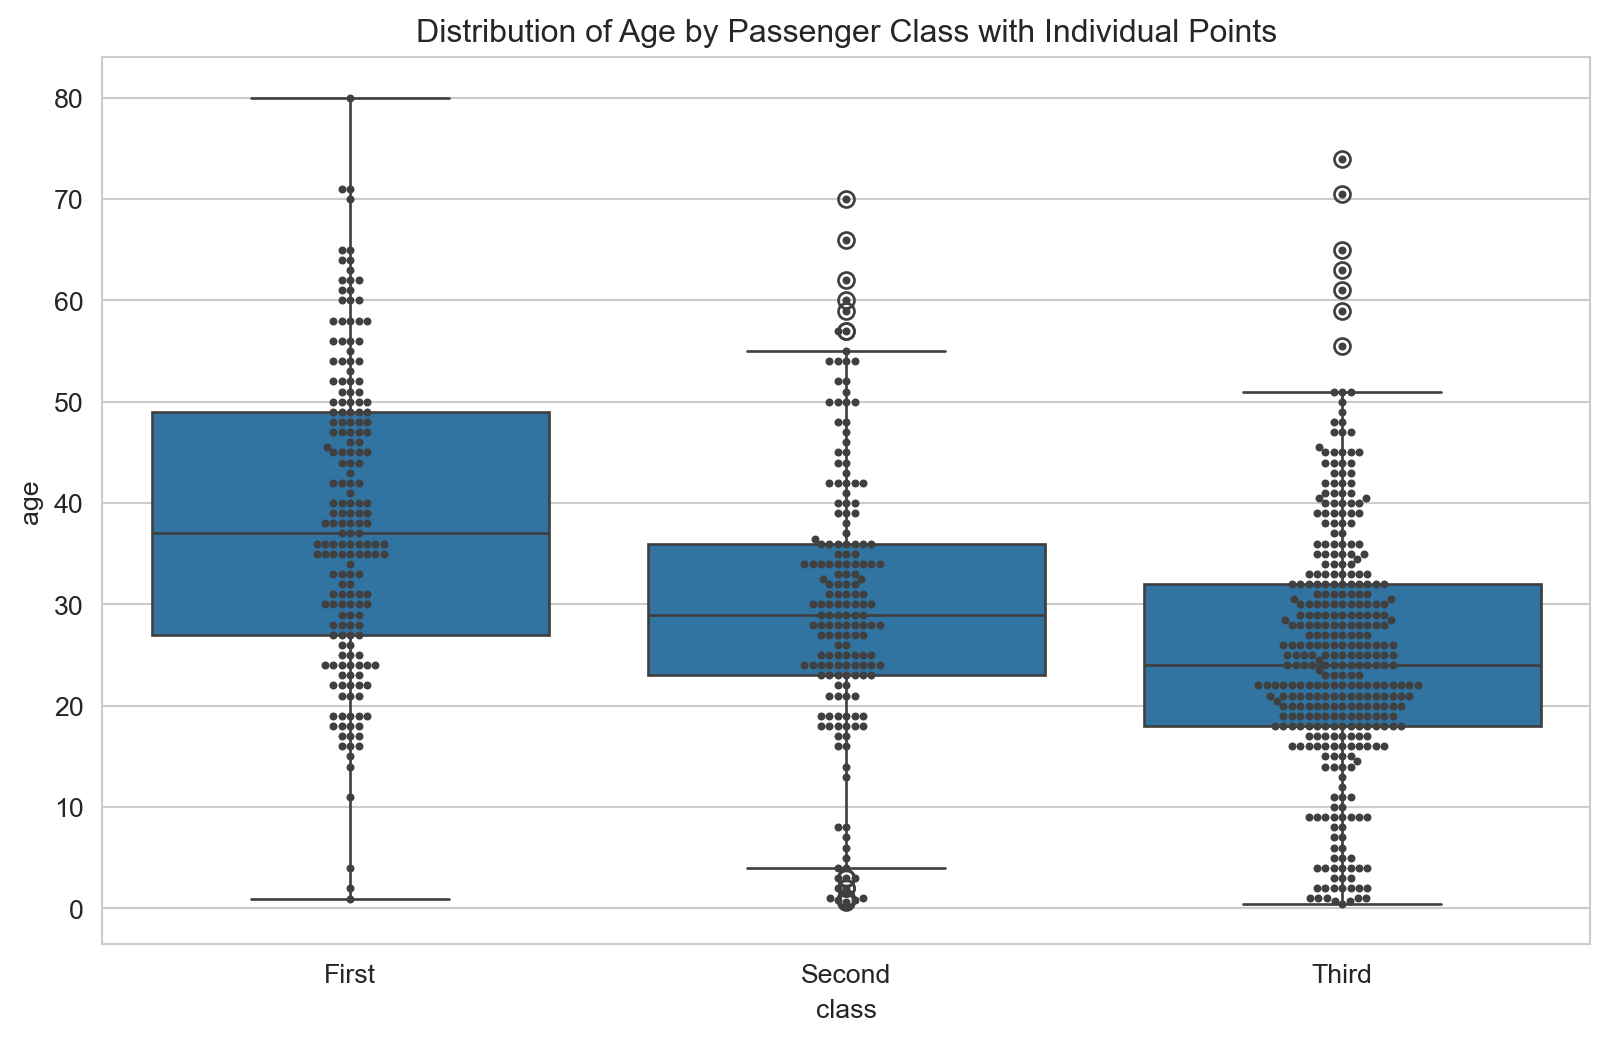 Distribution of Age by Passenger Class with Individual Points
80
70
60
50
40
30
20
10
0
age
First Second Third
class